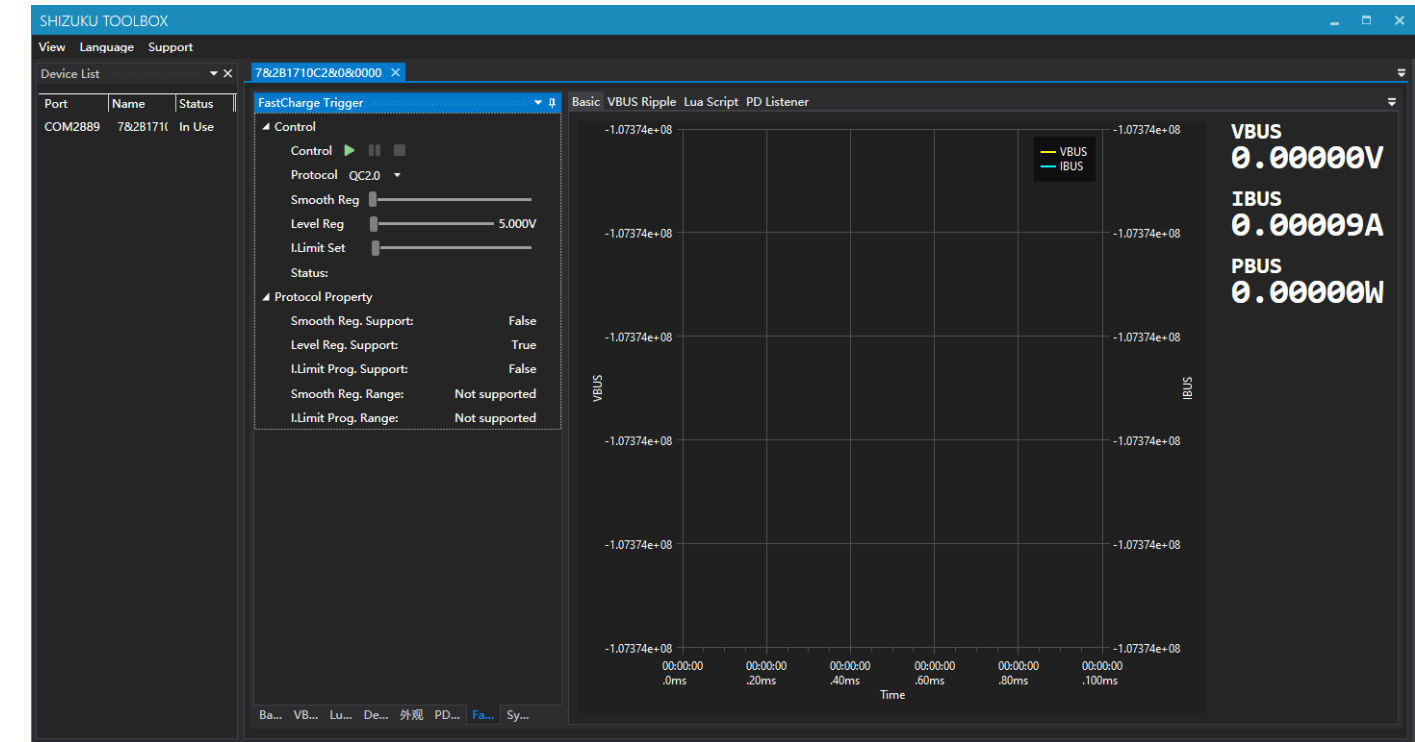 SHIZUKU TOOLBOX
View Language Support
Device List
Port Name Status
COM2889 7&2B171( In Use
7&2B1710C2&0&0000
FastCharge Trigger
Control
Control
Protocol QC2.0
Smooth Reg
Level Reg 5.000V
I.Limit Set
Status:
Protocol Property
Smooth Reg. Support: False
Level Reg. Support: True
I.Limit Prog. Support: False
Smooth Reg. Range: Not supported
I.Limit Prog. Range: Not supported
Ba... VB... Lu... De... 外观 PD... Fa... Sy...
Basic VBUS Ripple Lua Script PD Listener
-1.07374e+08 -1.07374e+08
VBUS
IBUS
-1.07374e+08 -1.07374e+08
-1.07374e+08 -1.07374e+08
VBUS IBUS
-1.07374e+08 -1.07374e+08
-1.07374e+08 -1.07374e+08
-1.07374e+08 -1.07374e+08
00:00:00 00:00:00 00:00:00 00:00:00 00:00:00 00:00:00
.0ms .20ms .40ms .60ms .80ms .100ms
Time
VBUS
0.00000V
IBUS
0.00009A
PBUS
0.00000W